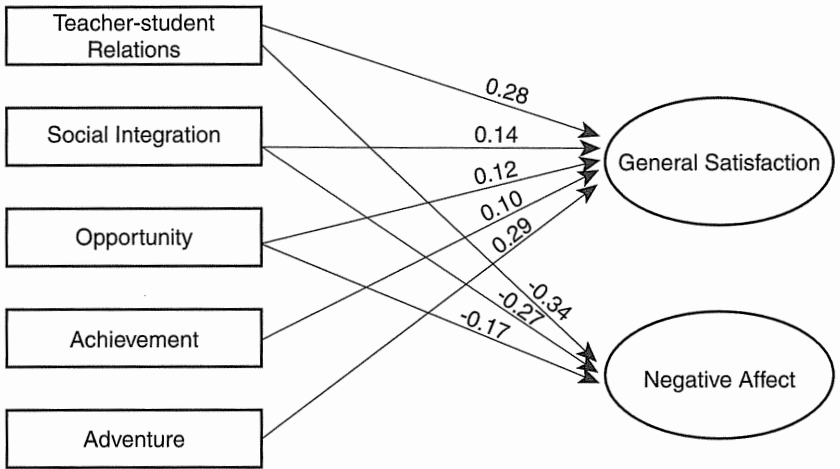 Teacher-student
Relations
Social Integration
Opportunity
Achievement
Adventure
0.28
0.14
0.12
0.10
0.29
-0.34
-0.27
-0.17
General Satisfaction
Negative Affect